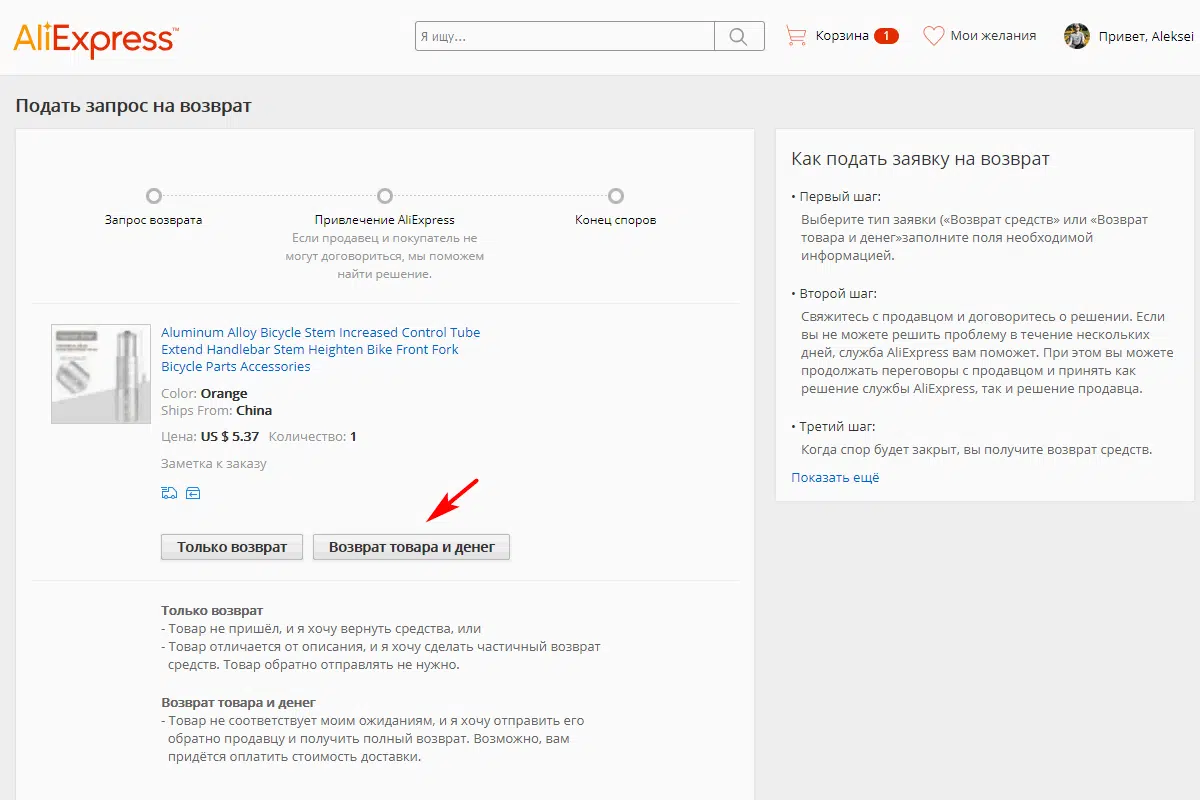 AliExpress™
Я ищу...
Корзина 1
Мои желания
Привет, Aleksei
Подать запрос на возврат
Запрос возврата
Привлечение AliExpress
Если продавец и покупатель не
могут договориться, мы поможем
найти решение.
Конец споров
Aluminum Alloy Bicycle Stem Increased Control Tube
Extend Handlebar Stem Heighten Bike Front Fork
Bicycle Parts Accessories
Color: Orange
Ships From: China
Цена: US $ 5.37 Количество: 1
Заметка к заказу
Только возврат
Возврат товара и денег
Только возврат
- Товар не пришёл, и я хочу вернуть средства, или
- Товар отличается от описания, и я хочу сделать частичный возврат
средств. Товар обратно отправлять не нужно.
Возврат товара и денег
- Товар не соответствует моим ожиданиям, и я хочу отправить его
обратно продавцу и получить полный возврат. Возможно, вам
придётся оплатить стоимость доставки.
Как подать заявку на возврат
• Первый шаг:
Выберите тип заявки («Возврат средств» или «Возврат
товара и денег»заполните поля необходимой
информацией.
• Второй шаг:
Свяжитесь с продавцом и договоритесь о решении. Если
вы не можете решить проблему в течение нескольких
дней, служба AliExpress вам поможет. При этом вы можете
продолжать переговоры с продавцом и принять как
решение службы AliExpress, так и решение продавца.
• Третий шаг:
Когда спор будет закрыт, вы получите возврат средств.
Показать ещё